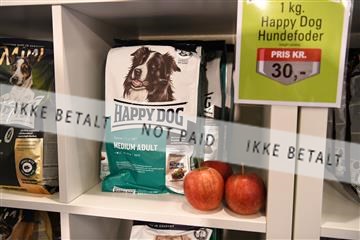 1 kg.
Happy Dog
Hundefoder
PRIS KR.
30,-
HAPPY DOG
MEDIUM ADULT
IKKE BETALT
NOT PAID
IKKE BETALT